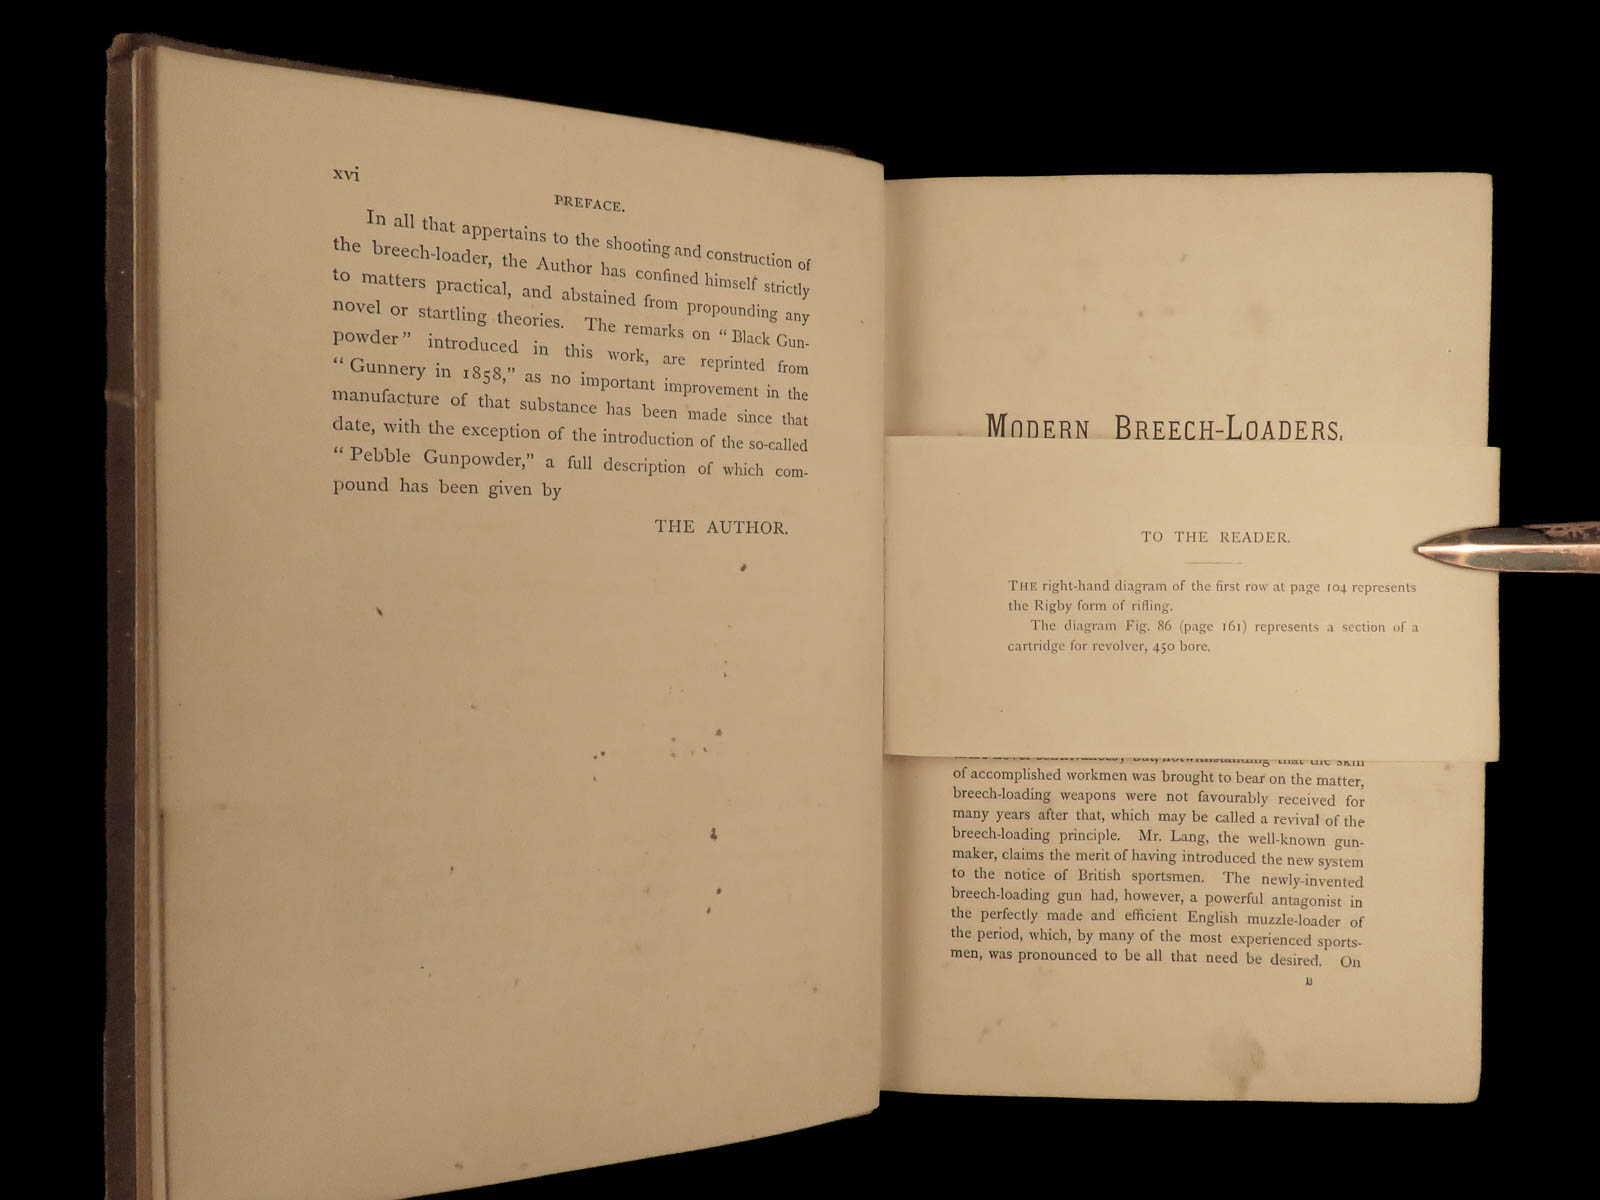 xvi
PREFACE.
In all that appertains to the shooting and construction of
the breech-loader, the Author has confined himself strictly
to matters practical, and abstained from propounding any
novel or startling theories. The remarks on “Black Gun-
powder” introduced in this work, are reprinted from
“Gunnery in 1858,” as no important improvement in the
manufacture of that substance has been made since that
date, with the exception of the introduction of the so-called
“Pebble Gunpowder,” a full description of which com-
pound has been given by
THE AUTHOR.
MODERN BREECH-LOADERS.
TO THE READER.
THE right-hand diagram of the first row at page 104 represents
the Rigby form of rifling.
The diagram Fig. 86 (page 161) represents a section of a
cartridge for revolver, 450 bore.
but, notwithstanding that the skill
of accomplished workmen was brought to bear on the matter,
breech-loading weapons were not favourably received for
many years after that, which may be called a revival of the
breech-loading principle. Mr. Lang, the well-known gun-
maker, claims the merit of having introduced the new system
to the notice of British sportsmen. The newly-invented
breech-loading gun had, however, a powerful antagonist in
the perfectly made and efficient English muzzle-loader of
the period, which, by many of the most experienced sports-
men, was pronounced to be all that need be desired. On